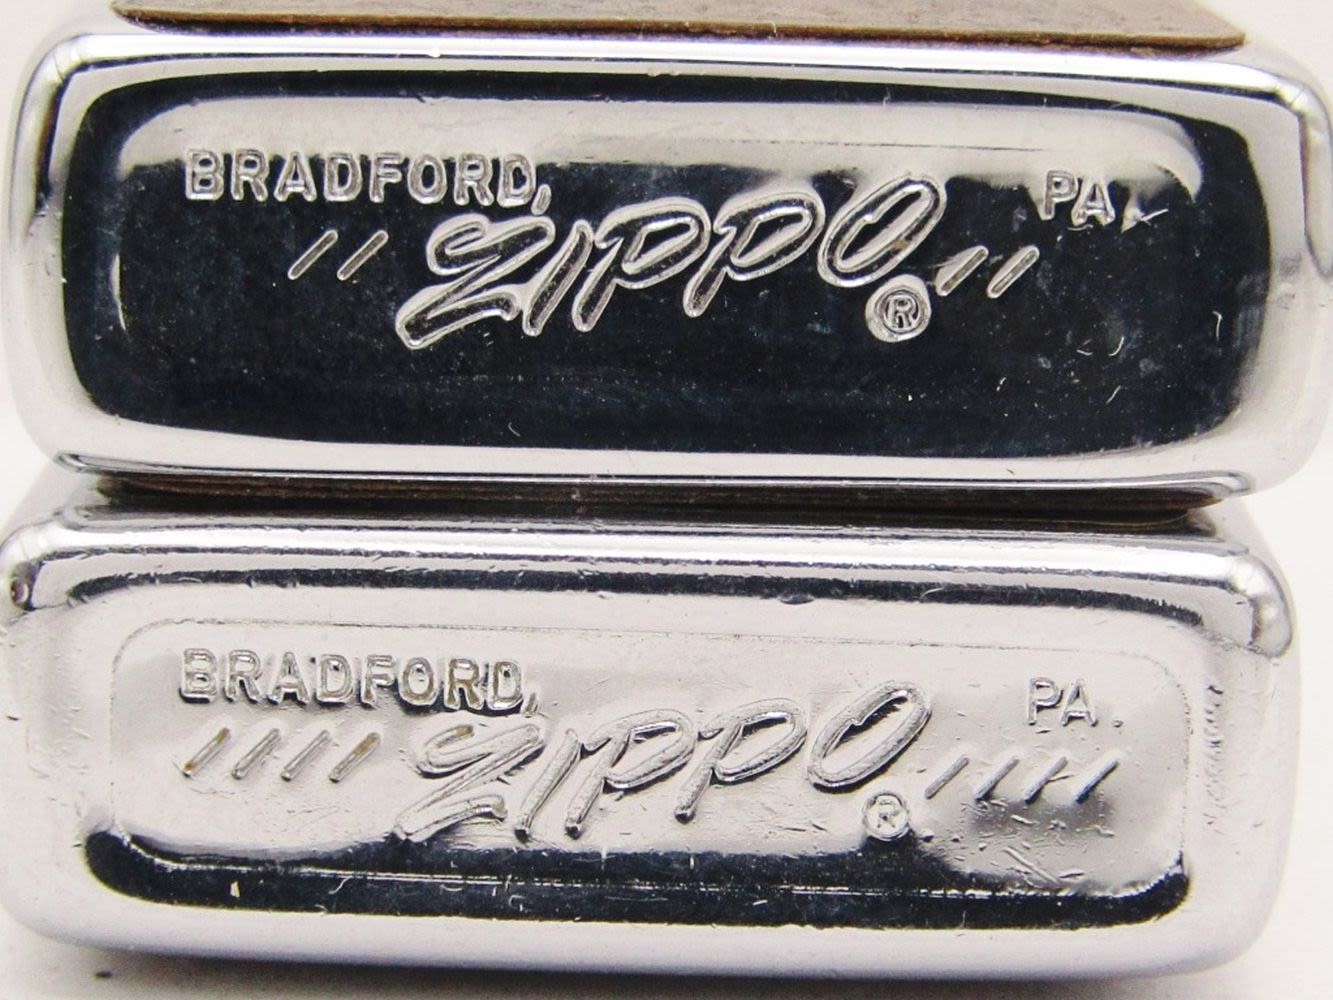 BRADFORD, PA.
// ZIPPO ® //
BRADFORD, PA.
//// ZIPPO ® ////